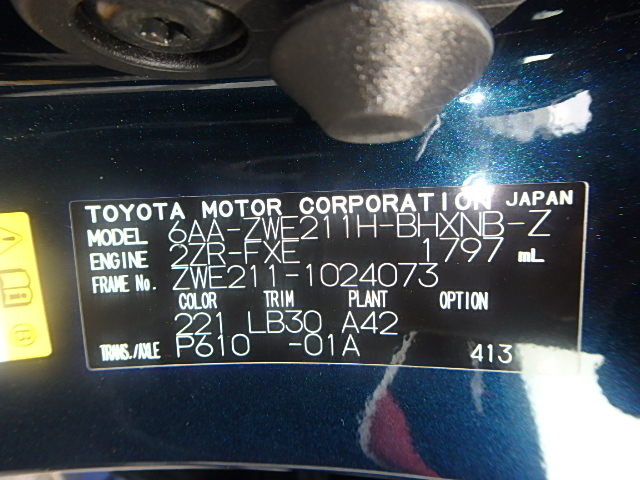 TOYOTA MOTOR CORPORATION JAPAN
MODEL 6AA-ZWE211H-BHXNB-Z
ENGINE 2ZR-FXE 1797 mL
FRAME No. ZWE211-1024073
COLOR TRIM PLANT OPTION
221 LB30 A42
TRANS./AXLE P610 -01A 413